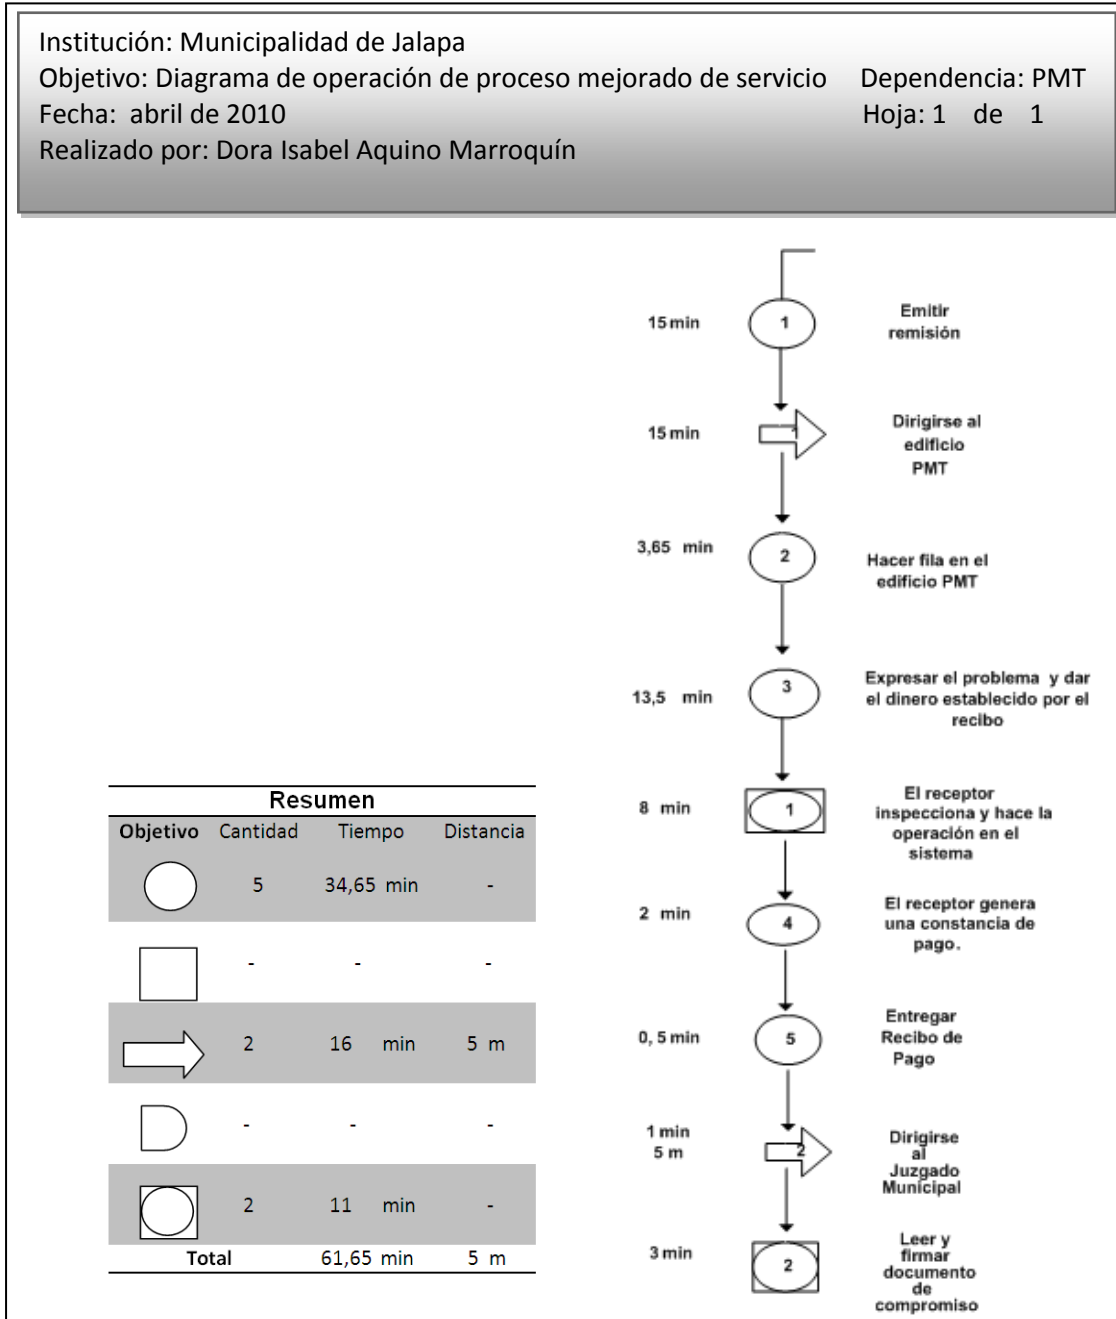 Institución: Municipalidad de Jalapa
Objetivo: Diagrama de operación de proceso mejorado de servicio Dependencia: PMT
Fecha: abril de 2010 Hoja: 1 de 1
Realizado por: Dora Isabel Aquino Marroquín
15 min 1 Emitir
remisión
15 min 1 Dirigirse al
edificio
PMT
3,65 min 2 Hacer fila en el
edificio PMT
13,5 min 3 Expresar el problema y dar
el dinero establecido por el
recibo
8 min 1 El receptor
inspecciona y hace la
operación en el
sistema
2 min 4 El receptor genera
una constancia de
pago.
0, 5 min 5 Entregar
Recibo de
Pago
1 min
5 m 2 Dirigirse
al
Juzgado
Municipal
3 min 2 Leer y
firmar
documento
de
compromiso
Resumen
Objetivo Cantidad Tiempo Distancia
5 34,65 min -
- - -
2 16 min 5 m
- - -
2 11 min -
Total 61,65 min 5 m